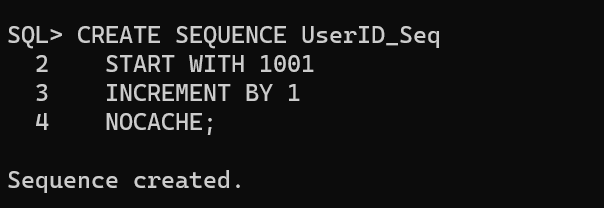 SQL> CREATE SEQUENCE UserID_Seq
  2    START WITH 1001
  3    INCREMENT BY 1
  4    NOCACHE;
Sequence created.